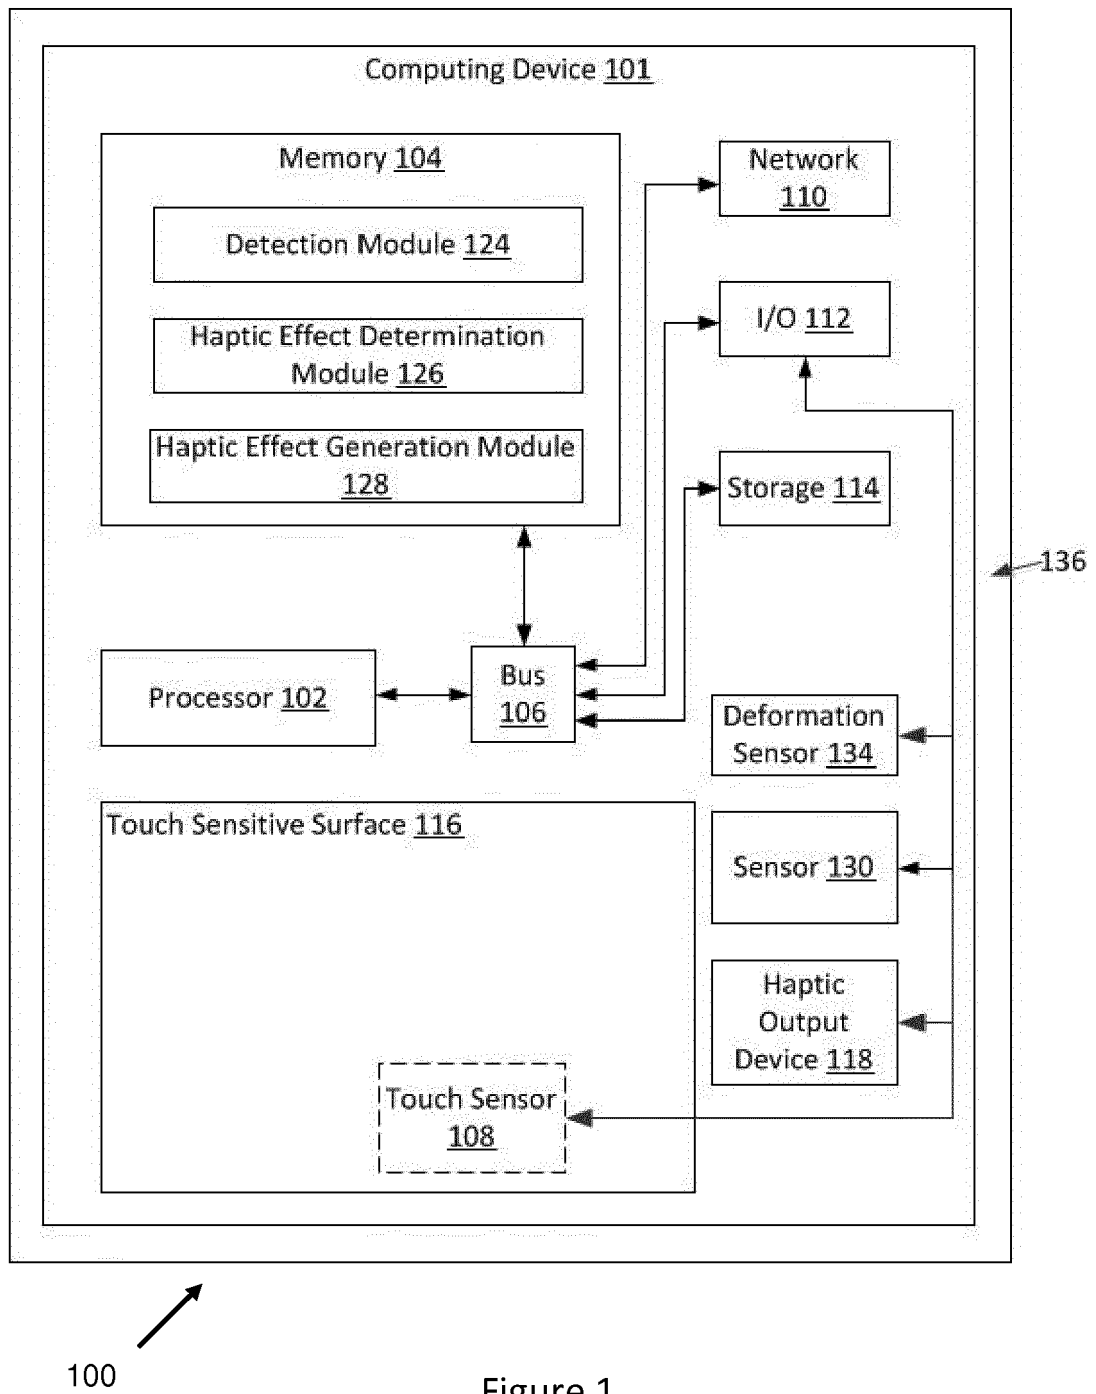 Computing Device 101
Memory 104
Detection Module 124
Haptic Effect Determination
Module 126
Haptic Effect Generation Module
128
Network
110
I/O 112
Storage 114
136
Processor 102
Bus
106
Deformation
Sensor 134
Touch Sensitive Surface 116
Sensor 130
Haptic
Output
Device 118
Touch Sensor
108
100
Figure 1